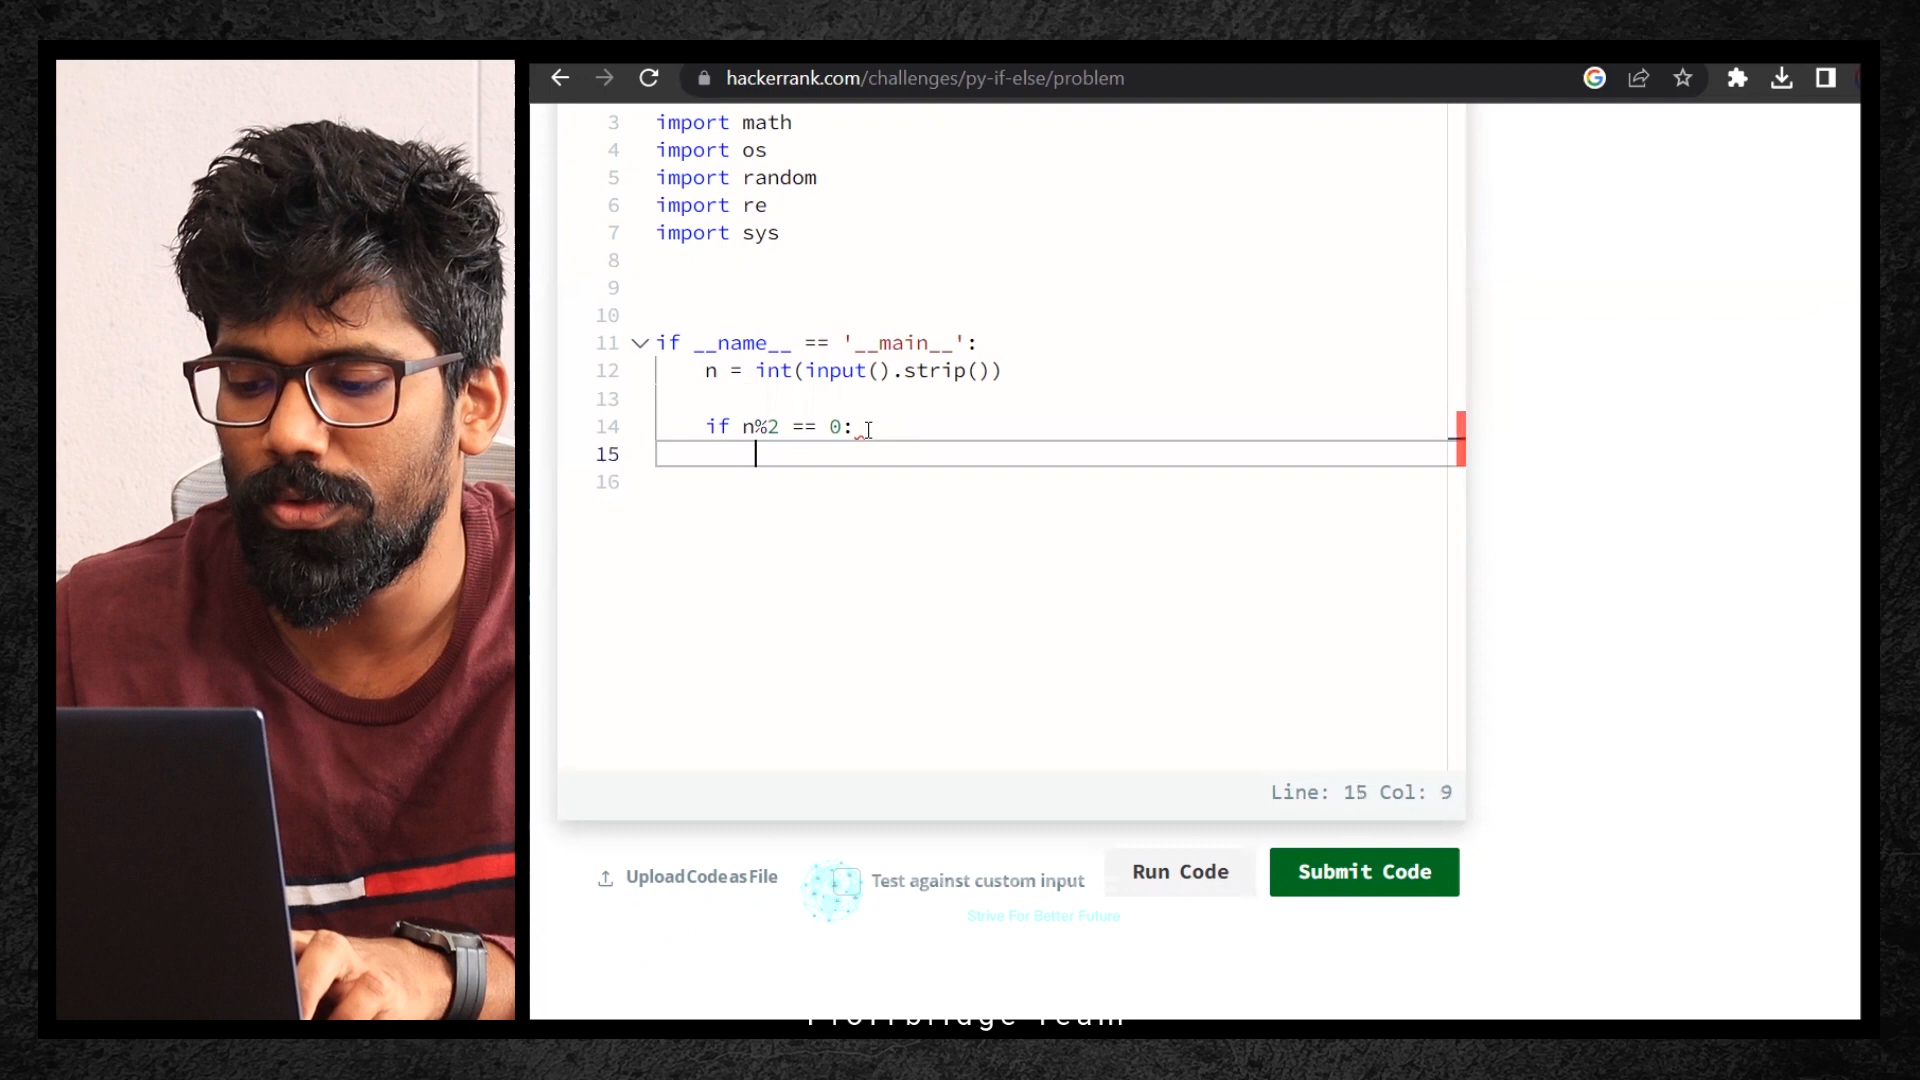 hackerrank.com/challenges/py-if-else/problem
3 import math
4 import os
5 import random
6 import re
7 import sys
8
9
10
11 if __name__ == '__main__':
12 n = int(input().strip())
13
14 if n%2 == 0:
15
16
Line: 15 Col: 9
Upload Code as File Test against custom input Run Code Submit Code
Strive For Better Future